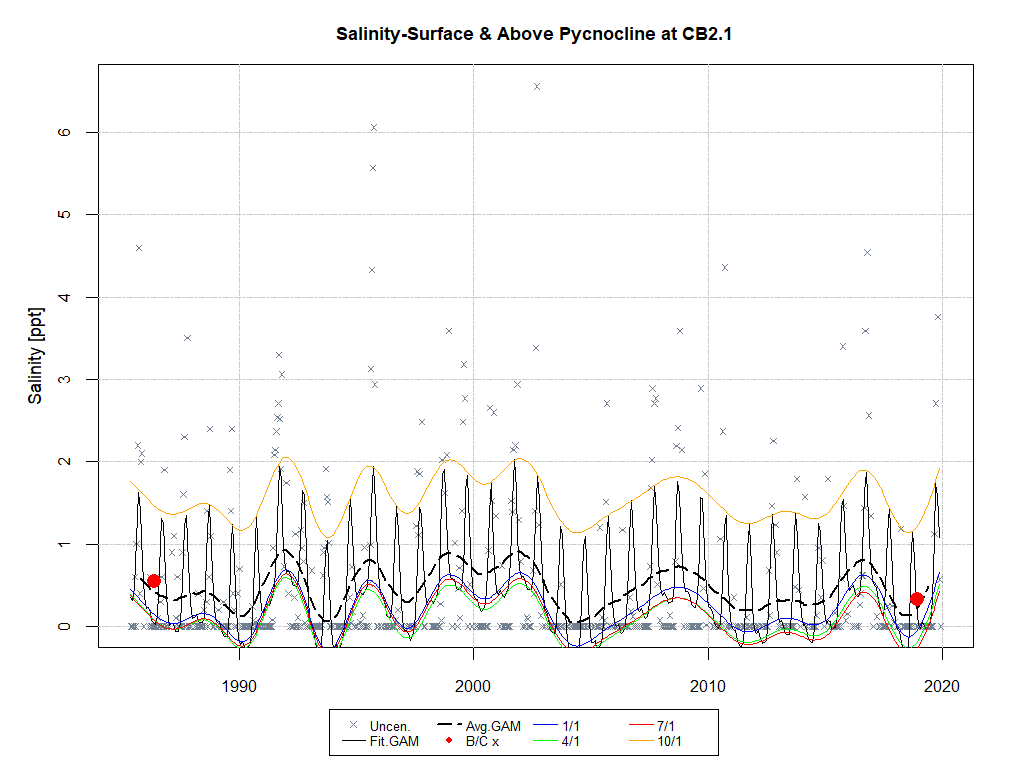 Salinity-Surface & Above Pycnocline at CB2.1
Salinity [ppt]
6
5
4
3
2
1
0
1990 2000 2010 2020
Uncen. Avg.GAM 1/1 7/1
Fit.GAM B/C x 4/1 10/1